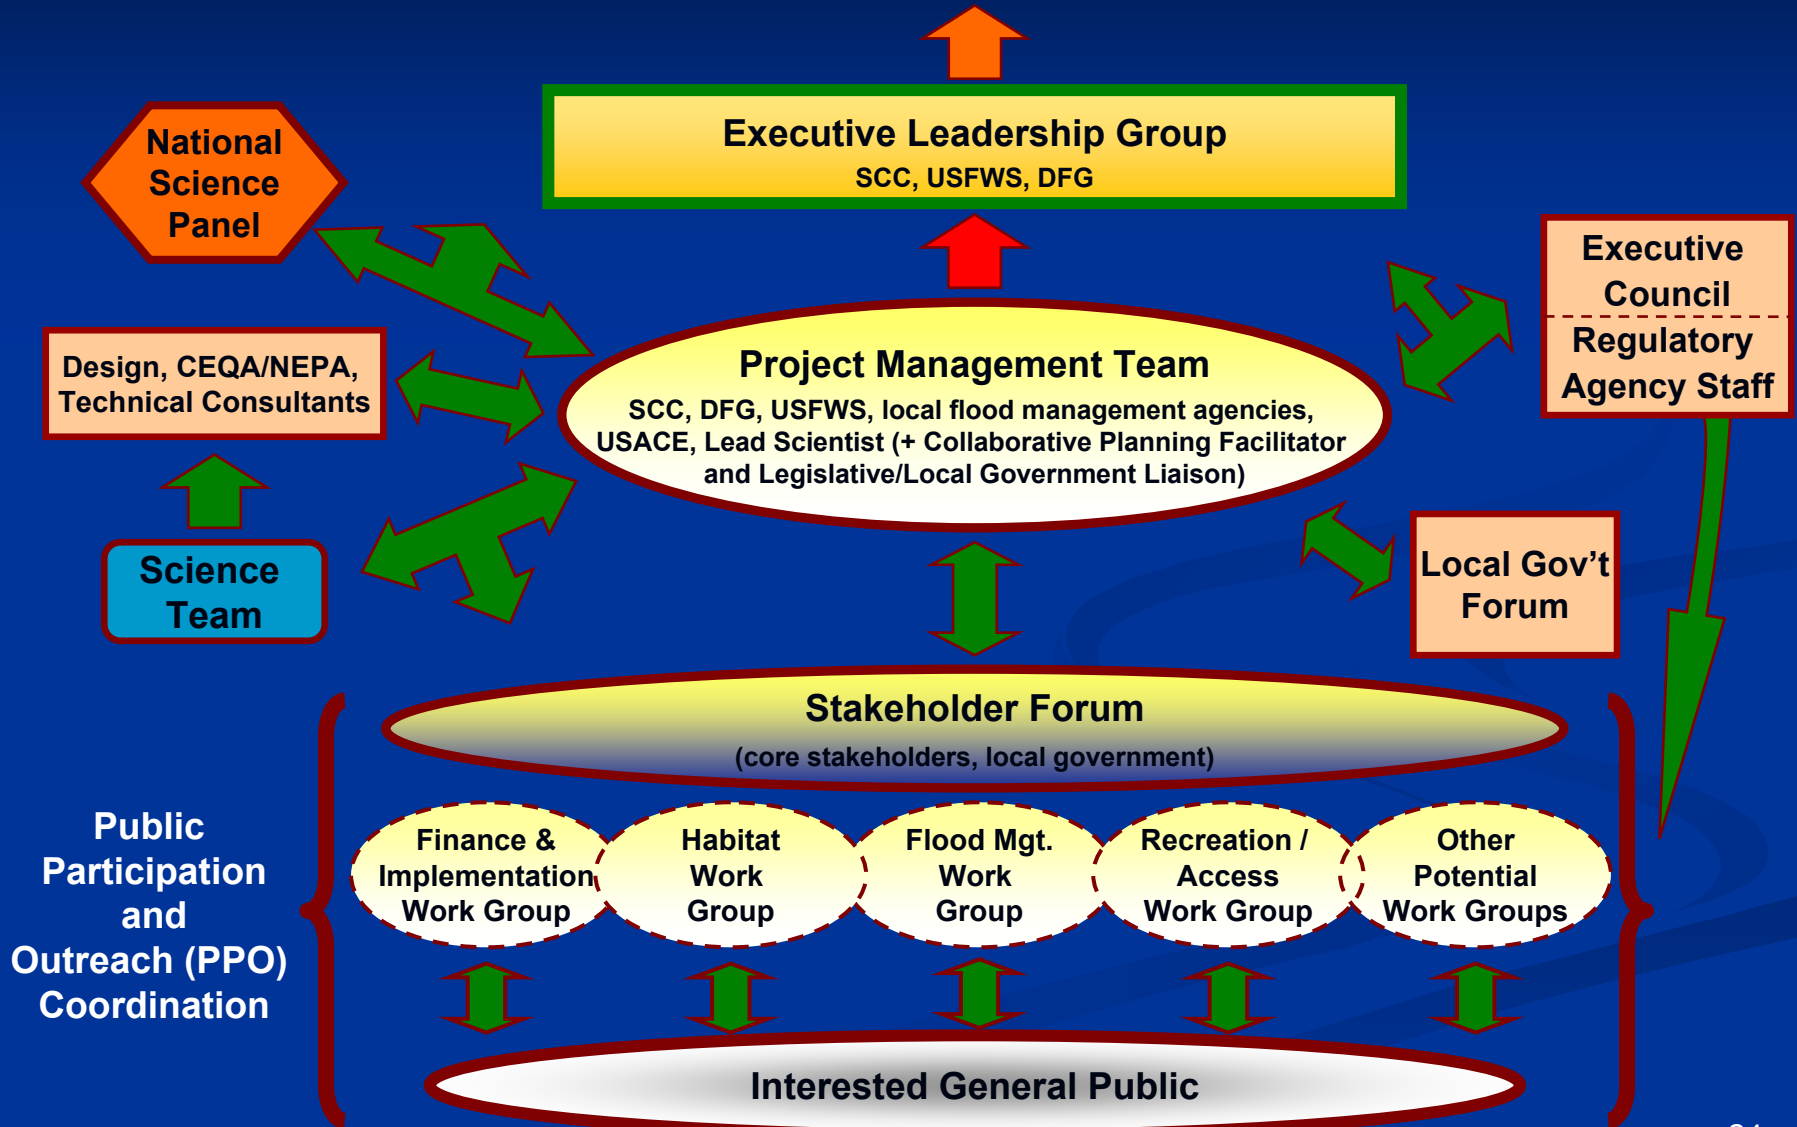 Executive Leadership Group
SCC, USFWS, DFG
National
Science
Panel
Executive
Council
Regulatory
Agency Staff
Design, CEQA/NEPA,
Technical Consultants
Project Management Team
SCC, DFG, USFWS, local flood management agencies,
USACE, Lead Scientist (+ Collaborative Planning Facilitator
and Legislative/Local Government Liaison)
Science
Team
Local Gov’t
Forum
Stakeholder Forum
(core stakeholders, local government)
Public
Participation
and
Outreach (PPO)
Coordination
Finance &
Implementation
Work Group
Habitat
Work
Group
Flood Mgt.
Work
Group
Recreation /
Access
Work Group
Other
Potential
Work Groups
Interested General Public